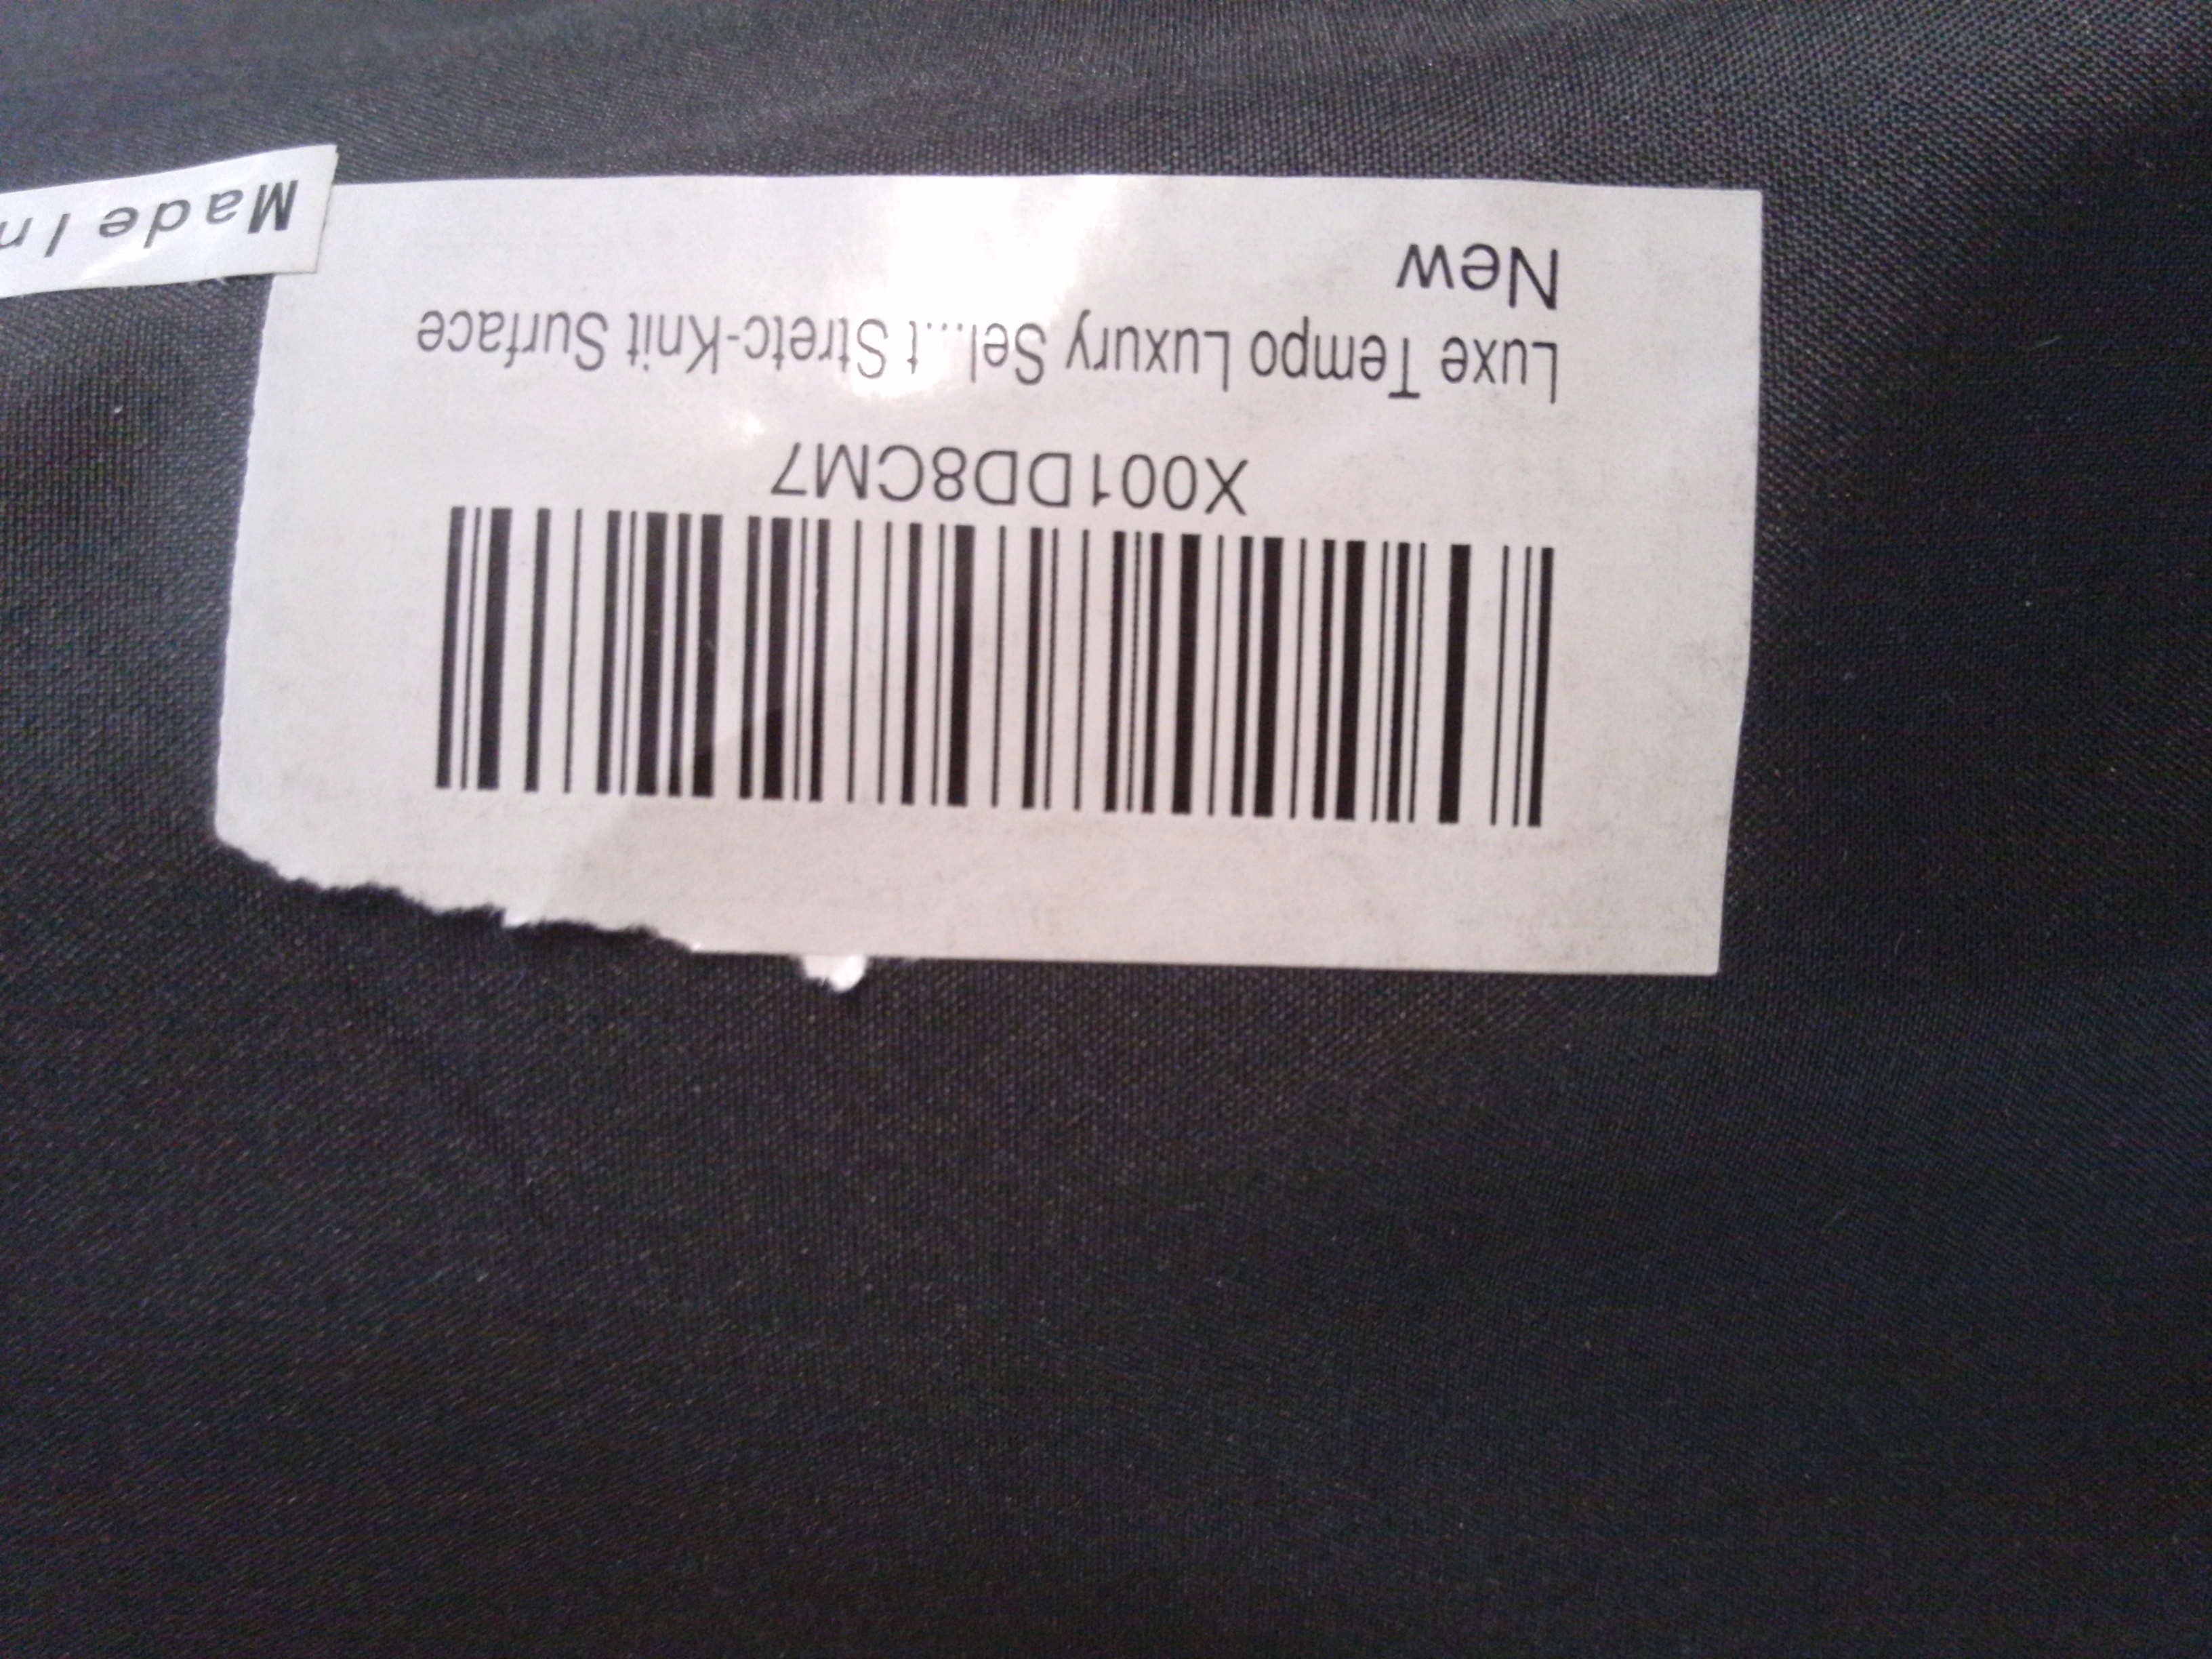 X001DD8CM7
Luxe Tempo Luxury Sel...t Stretc-Knit Surface
New
Made In